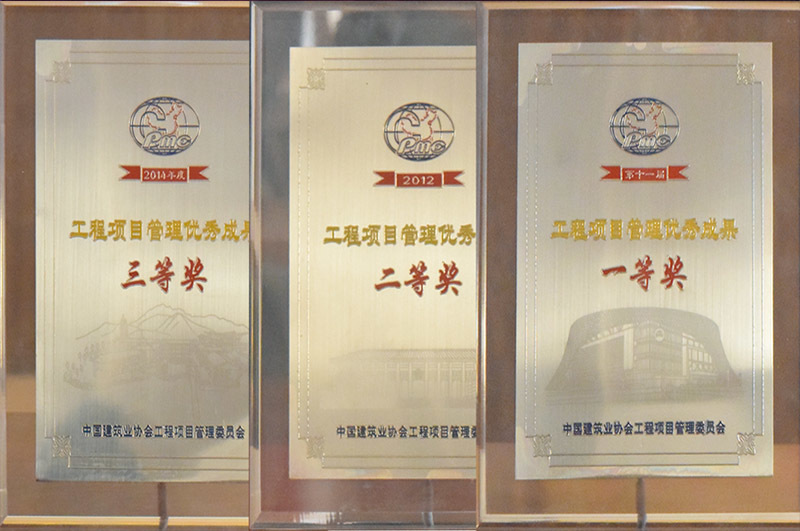 PMC
2014年度
工程项目管理优秀成果
三等奖
中国建筑业协会工程项目管理委员会
PMC
2012
工程项目管理优秀
二等奖
中国建筑业协会工程项目管理委
PMC
第十一届
工程项目管理优秀成果
一等奖
中国建筑业协会工程项目管理委员会